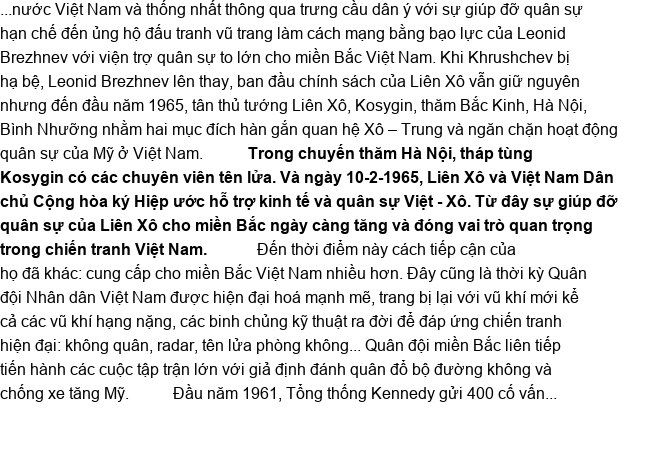 ...nước Việt Nam và thống nhất thông qua trưng cầu dân ý với sự giúp đỡ quân sự
hạn chế đến ủng hộ đấu tranh vũ trang làm cách mạng bằng bạo lực của Leonid
Brezhnev với viện trợ quân sự to lớn cho miền Bắc Việt Nam. Khi Khrushchev bị
hạ bệ, Leonid Brezhnev lên thay, ban đầu chính sách của Liên Xô vẫn giữ nguyên
nhưng đến đầu năm 1965, tân thủ tướng Liên Xô, Kosygin, thăm Bắc Kinh, Hà Nội,
Bình Nhưỡng nhằm hai mục đích hàn gắn quan hệ Xô – Trung và ngăn chặn hoạt động
quân sự của Mỹ ở Việt Nam. Trong chuyến thăm Hà Nội, tháp tùng
Kosygin có các chuyên viên tên lửa. Và ngày 10-2-1965, Liên Xô và Việt Nam Dân
chủ Cộng hòa ký Hiệp ước hỗ trợ kinh tế và quân sự Việt - Xô. Từ đây sự giúp đỡ
quân sự của Liên Xô cho miền Bắc ngày càng tăng và đóng vai trò quan trọng
trong chiến tranh Việt Nam. Đến thời điểm này cách tiếp cận của
họ đã khác: cung cấp cho miền Bắc Việt Nam nhiều hơn. Đây cũng là thời kỳ Quân
đội Nhân dân Việt Nam được hiện đại hoá mạnh mẽ, trang bị lại với vũ khí mới kể
cả các vũ khí hạng nặng, các binh chủng kỹ thuật ra đời để đáp ứng chiến tranh
hiện đại: không quân, radar, tên lửa phòng không... Quân đội miền Bắc liên tiếp
tiến hành các cuộc tập trận lớn với giả định đánh quân đổ bộ đường không và
chống xe tăng Mỹ. Đầu năm 1961, Tổng thống Kennedy gửi 400 cố vấn...